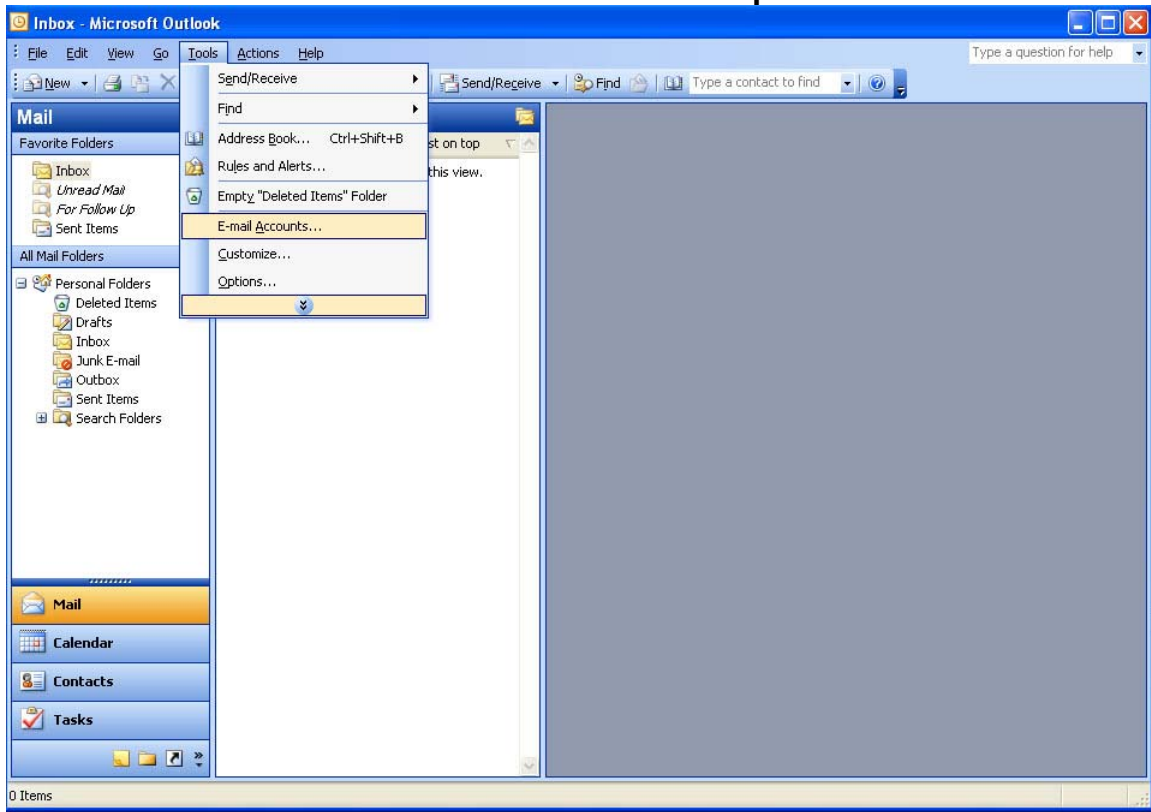 Inbox - Microsoft Outlook
File Edit View Go Tools Actions Help
Type a question for help
New
Send/Receive
Find
Type a contact to find
Send/Receive
Find
Address Book... Ctrl+Shift+B
Rules and Alerts...
Empty "Deleted Items" Folder
E-mail Accounts...
Customize...
Options...
Mail
Favorite Folders
Inbox
Unread Mail
For Follow Up
Sent Items
All Mail Folders
Personal Folders
Deleted Items
Drafts
Inbox
Junk E-mail
Outbox
Sent Items
Search Folders
on top
this view.
Mail
Calendar
Contacts
Tasks
0 Items